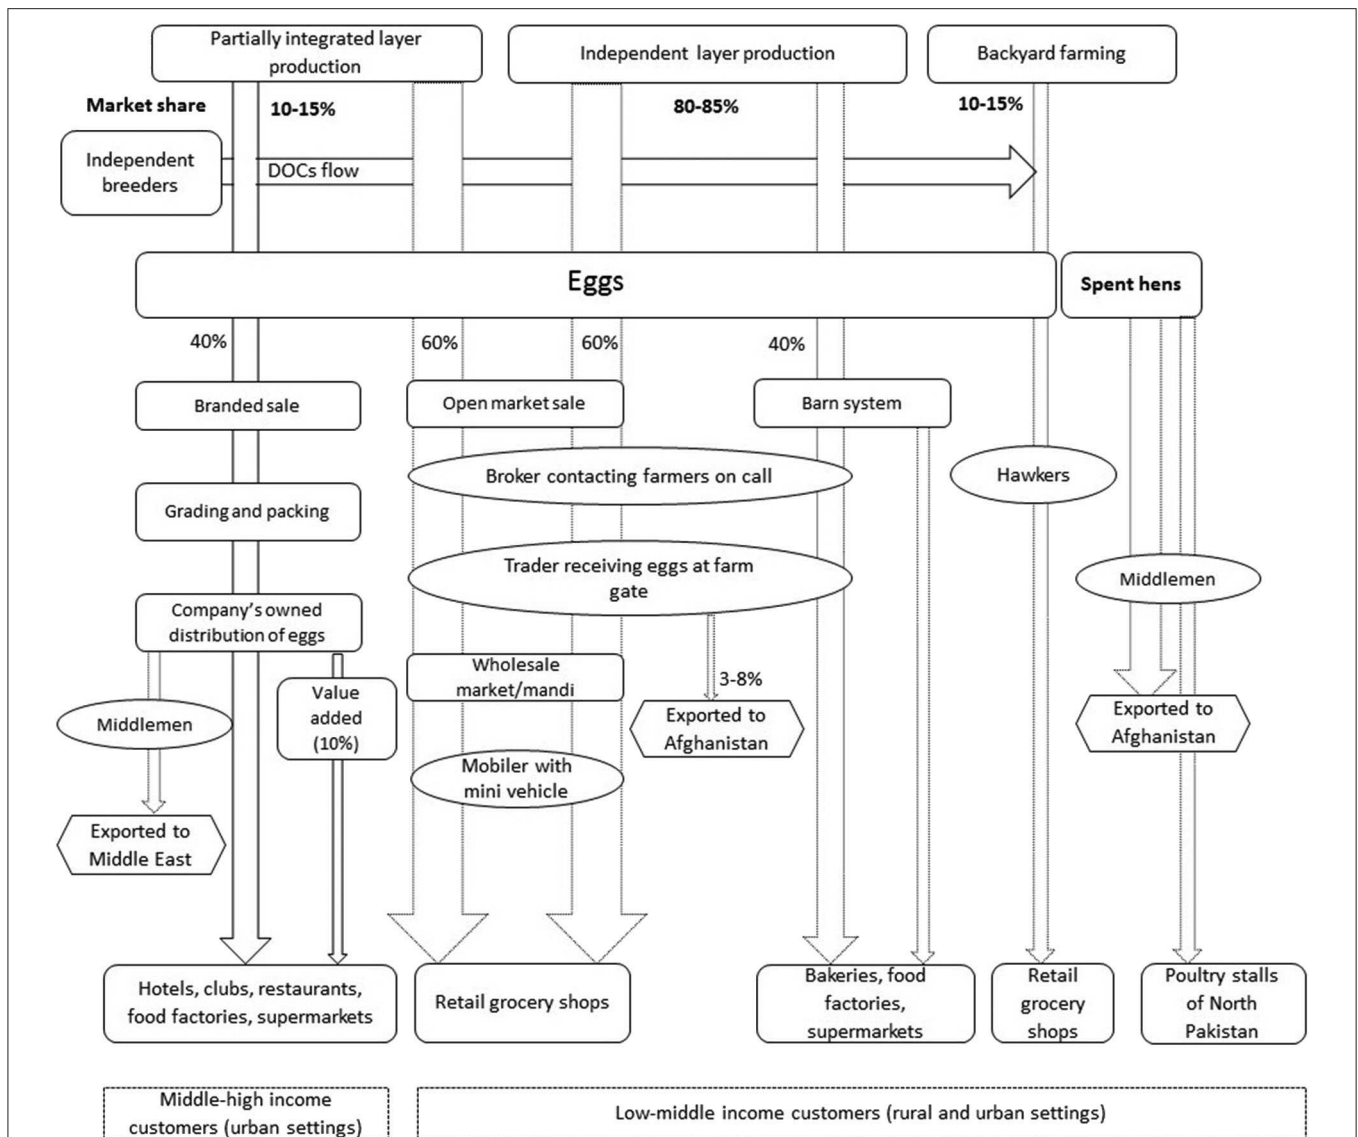 Partially integrated layer
production
Independent layer production
Backyard farming
Market share
10-15%
80-85%
10-15%
Independent
breeders
DOCs flow
Eggs
Spent hens
40%
60%
60%
40%
Branded sale
Open market sale
Barn system
Broker contacting farmers on call
Hawkers
Grading and packing
Trader receiving eggs at farm
gate
Middlemen
Company's owned
distribution of eggs
Wholesale
market/mandi
3-8%
Value
added
(10%)
Middlemen
Exported to
Afghanistan
Exported to
Afghanistan
Mobiler with
mini vehicle
Exported to
Middle East
Hotels, clubs, restaurants,
food factories, supermarkets
Retail grocery shops
Bakeries, food
factories,
supermarkets
Retail
grocery
shops
Poultry stalls
of North
Pakistan
Middle-high income
customers (urban settings)
Low-middle income customers (rural and urban settings)